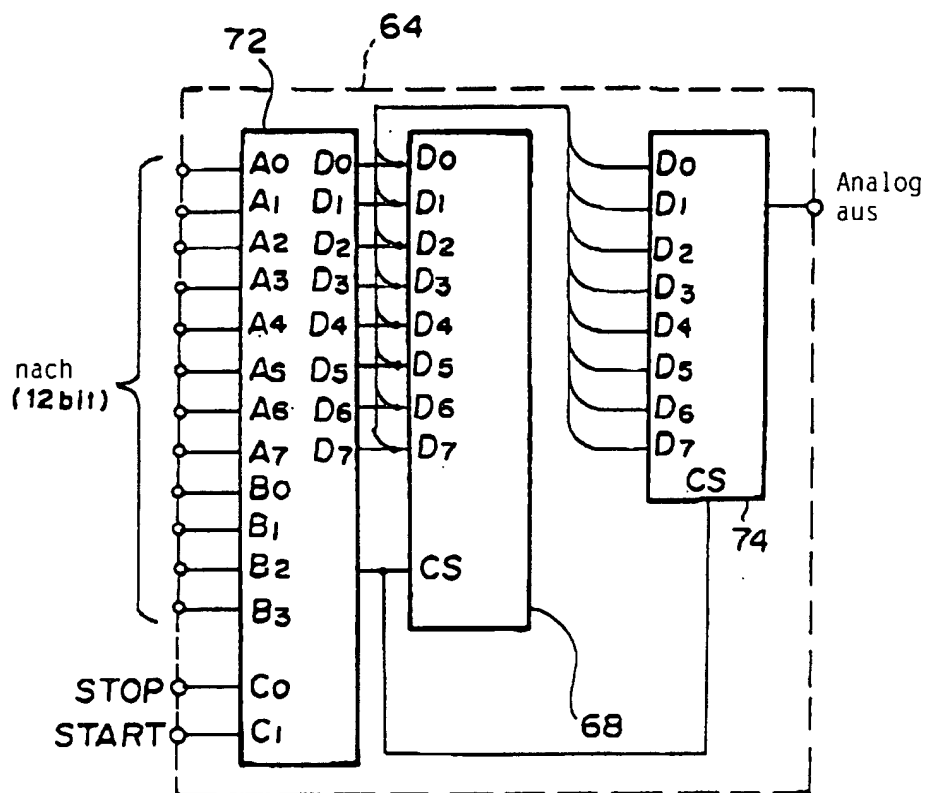 72
64
A0 D0 D0 D0
A1 D1 D1 D1
A2 D2 D2 D2
A3 D3 D3 D3
A4 D4 D4 D4
A5 D5 D5 D5
A6 D6 D6 D6
A7 D7 D7 D7
B0
B1
B2
B3
CS
CS
Analog
aus
nach
(12bit)
74
68
STOP C0
START C1